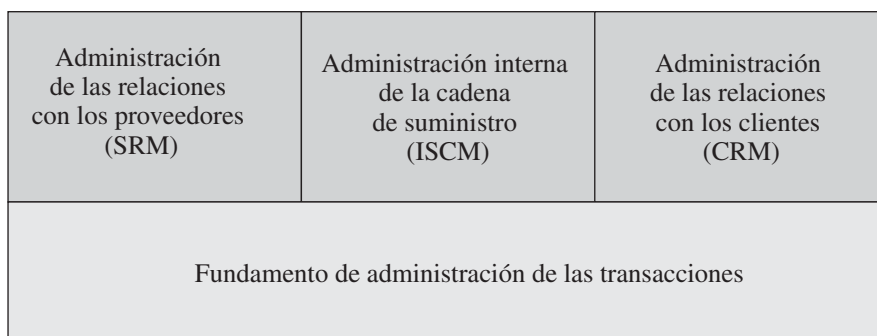 Administración
de las relaciones
con los proveedores
(SRM)
Administración interna
de la cadena
de suministro
(ISCM)
Administración
de las relaciones
con los clientes
(CRM)
Fundamento de administración de las transacciones